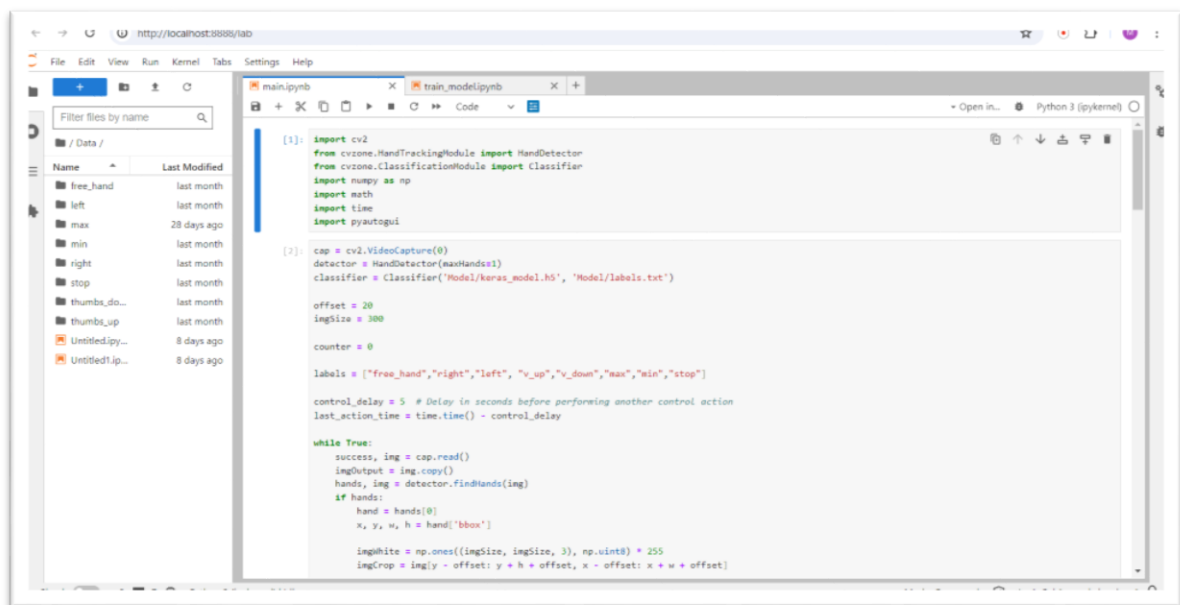 http://localhost:8888/lab
File Edit View Run Kernel Tabs Settings Help
main.ipynb
train_model.ipynb
Code
Open in...
Python 3 (ipykernel)
Filter files by name
/ Data /
Name Last Modified
free_hand last month
left last month
max 28 days ago
min last month
right last month
stop last month
thumbs_do... last month
thumbs_up last month
Untitled.ipy... 8 days ago
Untitled1.ip... 8 days ago
[1]: import cv2
from cvzone.HandTrackingModule import HandDetector
from cvzone.ClassificationModule import Classifier
import numpy as np
import math
import time
import pyautogui
[2]: cap = cv2.VideoCapture(0)
detector = HandDetector(maxHands=1)
classifier = Classifier('Model/keras_model.h5', 'Model/labels.txt')
offset = 20
imgSize = 300
counter = 0
labels = ["free_hand","right","left", "v_up","v_down","max","min","stop"]
control_delay = 5 # Delay in seconds before performing another control action
last_action_time = time.time() - control_delay
while True:
success, img = cap.read()
imgOutput = img.copy()
hands, img = detector.findHands(img)
if hands:
hand = hands[0]
x, y, w, h = hand['bbox']
imgWhite = np.ones((imgSize, imgSize, 3), np.uint8) * 255
imgCrop = img[y - offset: y + h + offset, x - offset: x + w + offset]